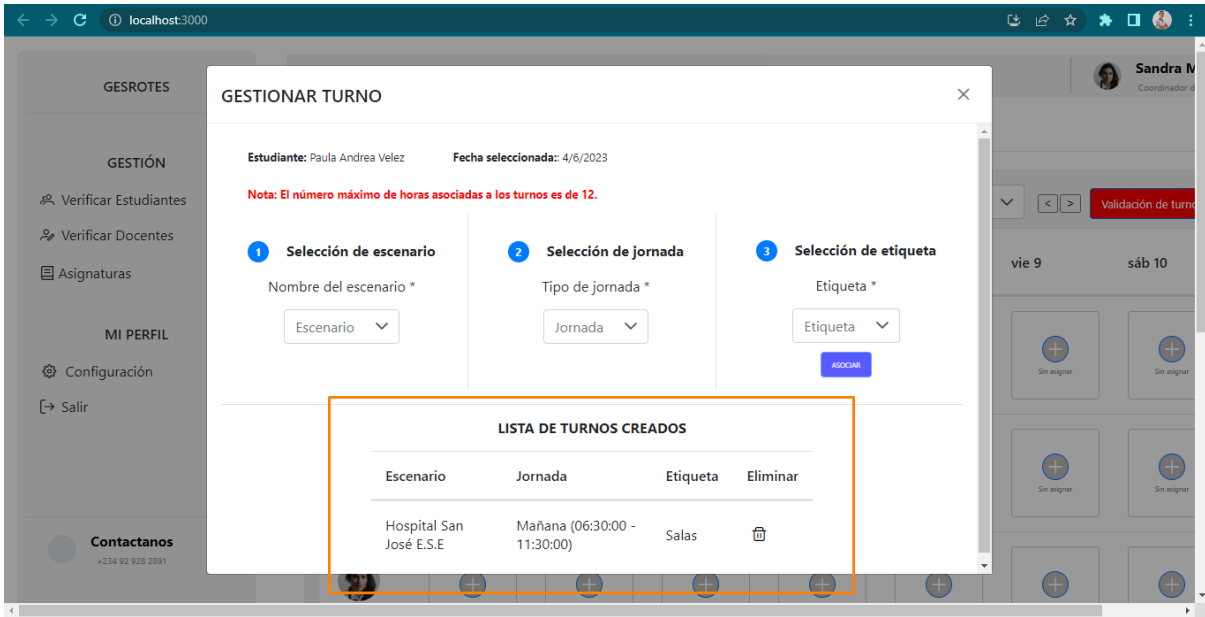 localhost:3000
GESROTES
Sandra M
Coordinador d
GESTIONAR TURNO
Estudiante: Paula Andrea Velez Fecha seleccionada:: 4/6/2023
Nota: El número máximo de horas asociadas a los turnos es de 12.
GESTIÓN
Verificar Estudiantes
Verificar Docentes
Asignaturas
MI PERFIL
Configuración
Salir
Contactanos
+234 92 928 2891
1 Selección de escenario
Nombre del escenario *
Escenario
2 Selección de jornada
Tipo de jornada *
Jornada
3 Selección de etiqueta
Etiqueta *
Etiqueta
ASOCIAR
LISTA DE TURNOS CREADOS
Escenario Jornada Etiqueta Eliminar
Hospital San Mañana (06:30:00 - Salas
José E.S.E 11:30:00)
< > Validación de turno
vie 9 sáb 10
Sin asignar Sin asignar
Sin asignar Sin asignar